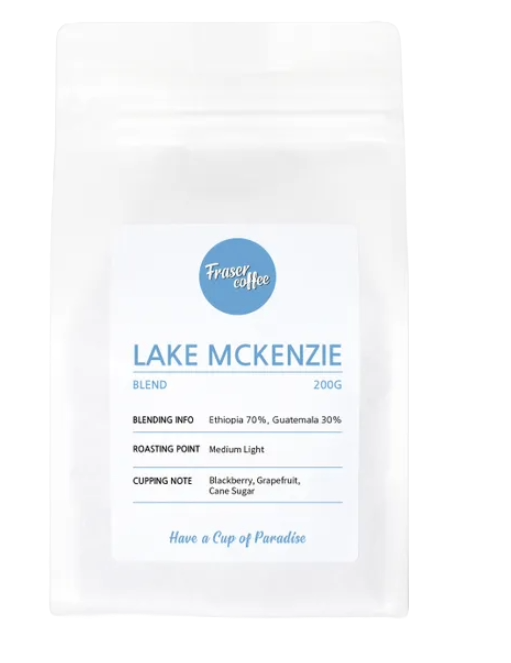 Fraser
coffee
LAKE MCKENZIE
BLEND 200G
BLENDING INFO Ethiopia 70%, Guatemala 30%
ROASTING POINT Medium Light
CUPPING NOTE Blackberry, Grapefruit,
Cane Sugar
Have a Cup of Paradise